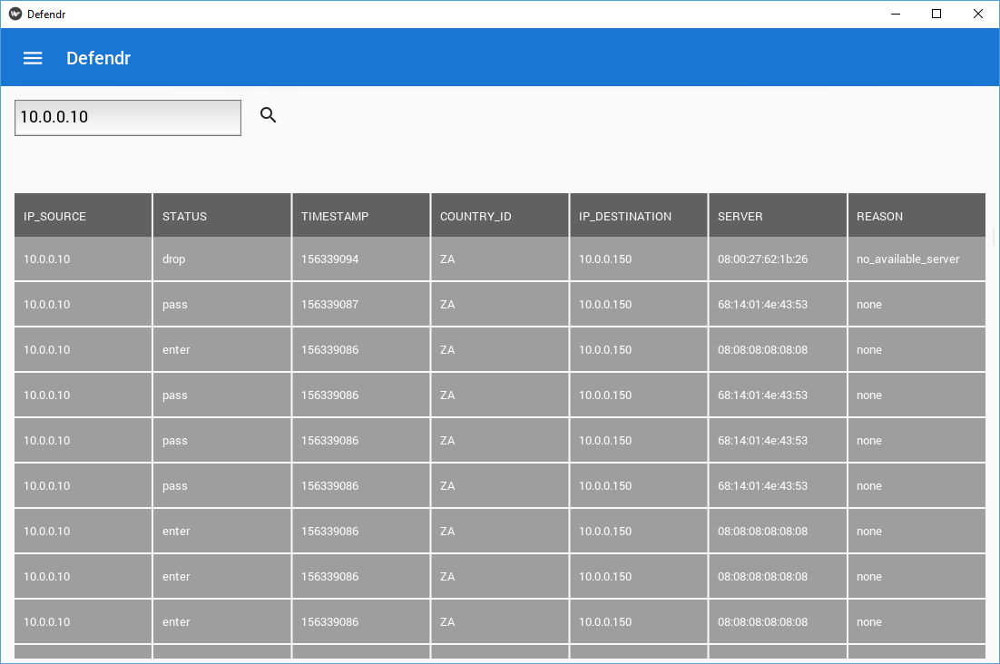 Defendr
Defendr
10.0.0.10
IP_SOURCE STATUS TIMESTAMP COUNTRY_ID IP_DESTINATION SERVER REASON
10.0.0.10 drop 156339094 ZA 10.0.0.150 08:00:27:62:1b:26 no_available_server
10.0.0.10 pass 156339087 ZA 10.0.0.150 68:14:01:4e:43:53 none
10.0.0.10 enter 156339086 ZA 10.0.0.150 08:08:08:08:08:08 none
10.0.0.10 pass 156339086 ZA 10.0.0.150 68:14:01:4e:43:53 none
10.0.0.10 pass 156339086 ZA 10.0.0.150 68:14:01:4e:43:53 none
10.0.0.10 pass 156339086 ZA 10.0.0.150 68:14:01:4e:43:53 none
10.0.0.10 enter 156339086 ZA 10.0.0.150 08:08:08:08:08:08 none
10.0.0.10 enter 156339086 ZA 10.0.0.150 08:08:08:08:08:08 none
10.0.0.10 enter 156339086 ZA 10.0.0.150 08:08:08:08:08:08 none